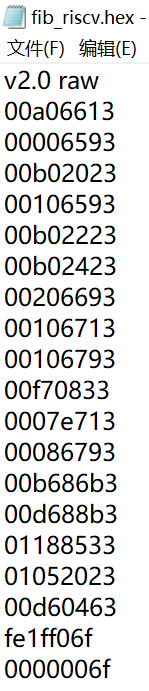 fib_riscv.hex -
文件(F) 编辑(E)
v2.0 raw
00a06613
00006593
00b02023
00106593
00b02223
00b02423
00206693
00106713
00106793
00f70833
0007e713
00086793
00b686b3
00d688b3
01188533
01052023
00d60463
fe1ff06f
0000006f